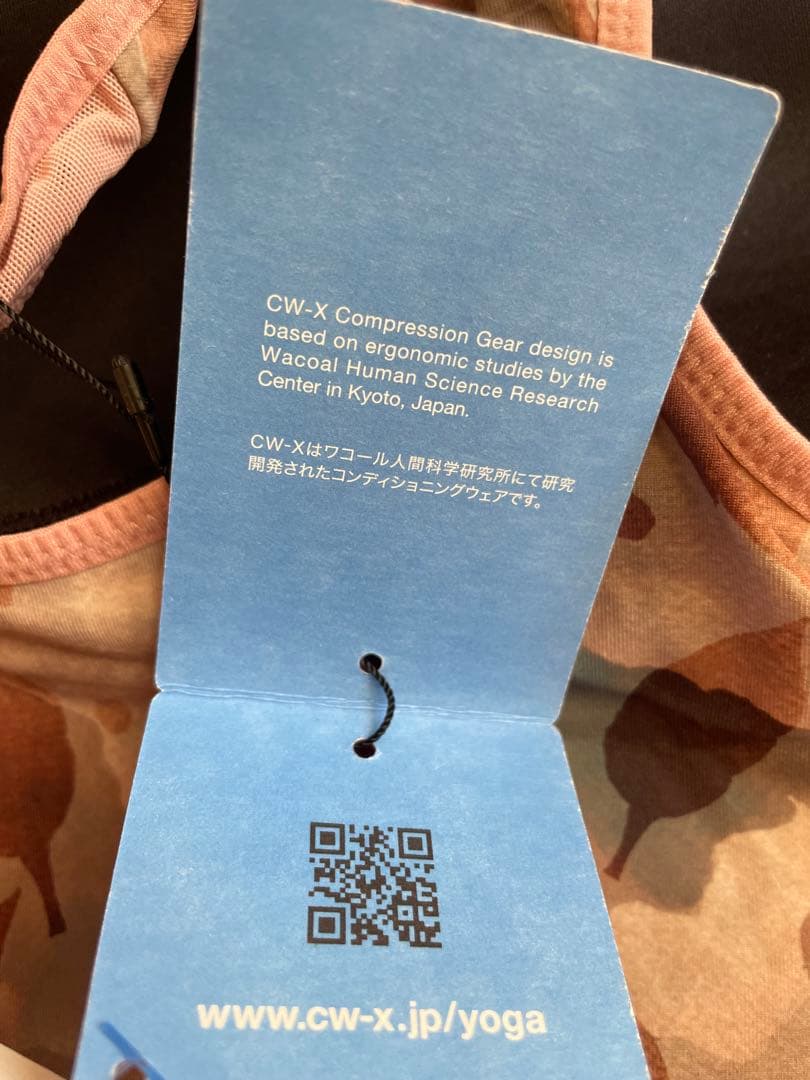 CW-X Compression Gear design is
based on ergonomic studies by the
Wacoal Human Science Research
Center in Kyoto, Japan.
CW-Xはワコール人間科学研究所にて研究
開発されたコンディショニングウェアです。
www.cw-x.jp/yoga